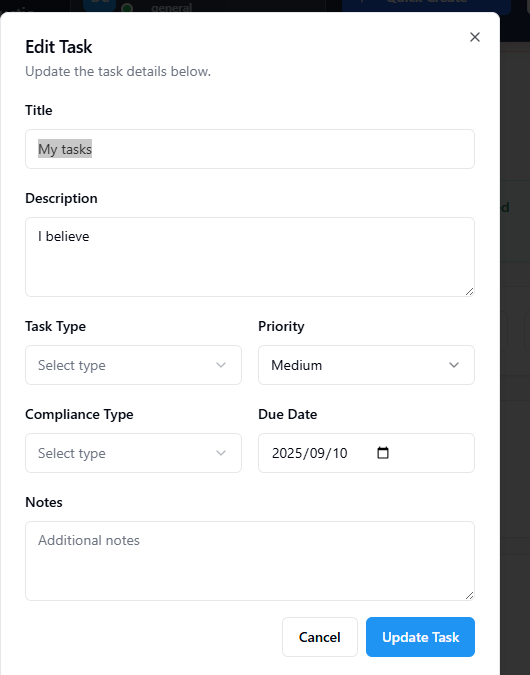 general
Edit Task
Update the task details below.
Title
My tasks
Description
I believe
Task Type
Priority
Select type
Medium
Compliance Type
Due Date
Select type
2025/09/10
Notes
Additional notes
Cancel
Update Task